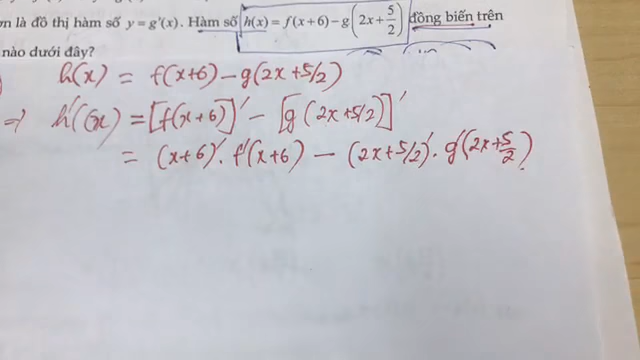 ơn là đồ thị hàm số y = g'(x). Hàm số h(x) = f(x+6) − g(2x + 5/2) đồng biến trên
nào dưới đây?
h(x) = f(x+6) − g(2x+5/2)
⇒ h'(x) = [f(x+6)]' − [g(2x+5/2)]'
= (x+6)'. f'(x+6) − (2x+5/2)'. g'(2x+5/2)